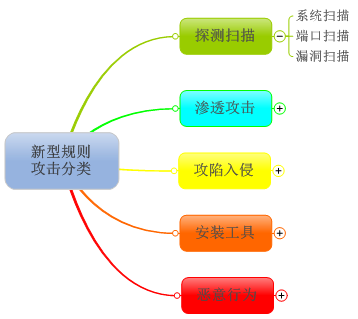 新型规则
攻击分类
探测扫描
系统扫描
端口扫描
漏洞扫描
渗透攻击
攻陷入侵
安装工具
恶意行为